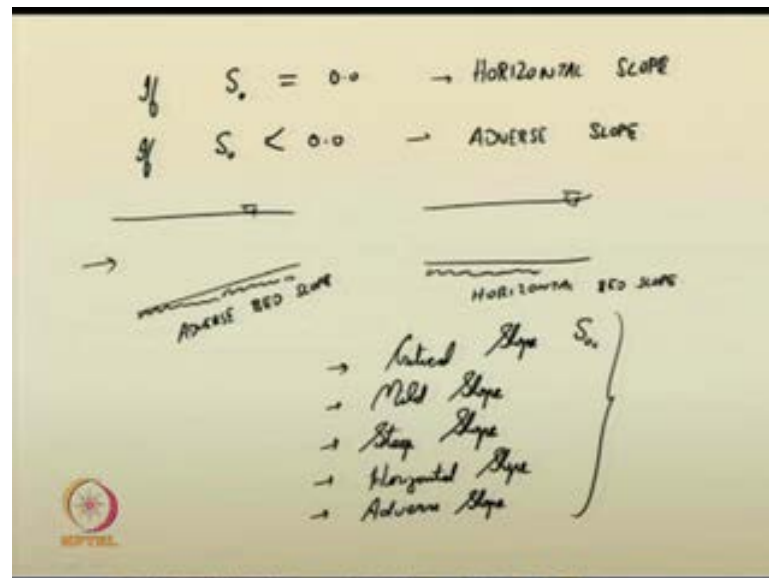 If S₀ = 0.0 → HORIZONTAL SLOPE
If S₀ < 0.0 → ADVERSE SLOPE
→
ADVERSE BED SLOPE
HORIZONTAL BED SLOPE
→ Critical Slope S₀c
→ Mild Slope
→ Steep Slope
→ Horizontal Slope
→ Adverse Slope
NPTEL